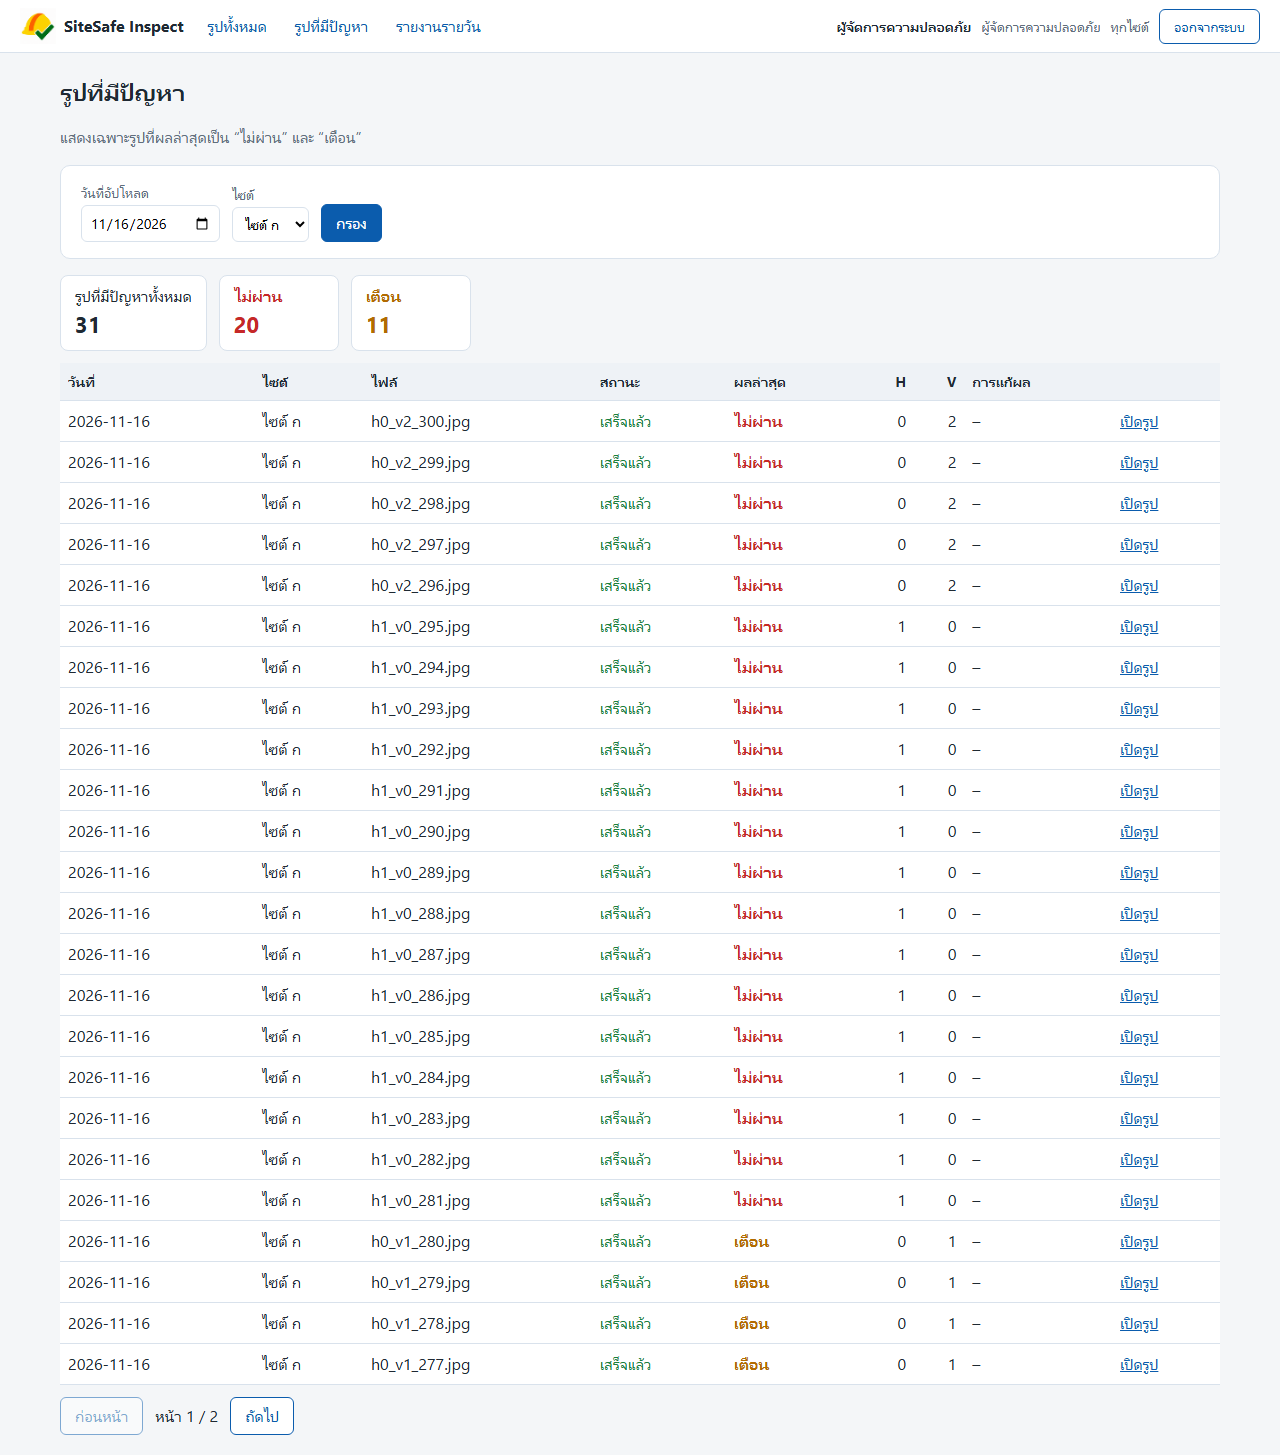 SiteSafe Inspect รูปทั้งหมด รูปที่มีปัญหา รายงานรายวัน ผู้จัดการความปลอดภัย ผู้จัดการความปลอดภัย ทุกไซต์ ออกจากระบบ
รูปที่มีปัญหา
แสดงเฉพาะรูปที่ผลล่าสุดเป็น “ไม่ผ่าน” และ “เตือน”
วันที่อัปโหลด ไซต์
11/16/2026 ไซต์ ก กรอง
รูปที่มีปัญหาทั้งหมด ไม่ผ่าน เตือน
31 20 11
วันที่ ไซต์ ไฟล์ สถานะ ผลล่าสุด H V การแก้ผล
2026-11-16 ไซต์ ก h0_v2_300.jpg เสร็จแล้ว ไม่ผ่าน 0 2 – เปิดรูป
2026-11-16 ไซต์ ก h0_v2_299.jpg เสร็จแล้ว ไม่ผ่าน 0 2 – เปิดรูป
2026-11-16 ไซต์ ก h0_v2_298.jpg เสร็จแล้ว ไม่ผ่าน 0 2 – เปิดรูป
2026-11-16 ไซต์ ก h0_v2_297.jpg เสร็จแล้ว ไม่ผ่าน 0 2 – เปิดรูป
2026-11-16 ไซต์ ก h0_v2_296.jpg เสร็จแล้ว ไม่ผ่าน 0 2 – เปิดรูป
2026-11-16 ไซต์ ก h1_v0_295.jpg เสร็จแล้ว ไม่ผ่าน 1 0 – เปิดรูป
2026-11-16 ไซต์ ก h1_v0_294.jpg เสร็จแล้ว ไม่ผ่าน 1 0 – เปิดรูป
2026-11-16 ไซต์ ก h1_v0_293.jpg เสร็จแล้ว ไม่ผ่าน 1 0 – เปิดรูป
2026-11-16 ไซต์ ก h1_v0_292.jpg เสร็จแล้ว ไม่ผ่าน 1 0 – เปิดรูป
2026-11-16 ไซต์ ก h1_v0_291.jpg เสร็จแล้ว ไม่ผ่าน 1 0 – เปิดรูป
2026-11-16 ไซต์ ก h1_v0_290.jpg เสร็จแล้ว ไม่ผ่าน 1 0 – เปิดรูป
2026-11-16 ไซต์ ก h1_v0_289.jpg เสร็จแล้ว ไม่ผ่าน 1 0 – เปิดรูป
2026-11-16 ไซต์ ก h1_v0_288.jpg เสร็จแล้ว ไม่ผ่าน 1 0 – เปิดรูป
2026-11-16 ไซต์ ก h1_v0_287.jpg เสร็จแล้ว ไม่ผ่าน 1 0 – เปิดรูป
2026-11-16 ไซต์ ก h1_v0_286.jpg เสร็จแล้ว ไม่ผ่าน 1 0 – เปิดรูป
2026-11-16 ไซต์ ก h1_v0_285.jpg เสร็จแล้ว ไม่ผ่าน 1 0 – เปิดรูป
2026-11-16 ไซต์ ก h1_v0_284.jpg เสร็จแล้ว ไม่ผ่าน 1 0 – เปิดรูป
2026-11-16 ไซต์ ก h1_v0_283.jpg เสร็จแล้ว ไม่ผ่าน 1 0 – เปิดรูป
2026-11-16 ไซต์ ก h1_v0_282.jpg เสร็จแล้ว ไม่ผ่าน 1 0 – เปิดรูป
2026-11-16 ไซต์ ก h1_v0_281.jpg เสร็จแล้ว ไม่ผ่าน 1 0 – เปิดรูป
2026-11-16 ไซต์ ก h0_v1_280.jpg เสร็จแล้ว เตือน 0 1 – เปิดรูป
2026-11-16 ไซต์ ก h0_v1_279.jpg เสร็จแล้ว เตือน 0 1 – เปิดรูป
2026-11-16 ไซต์ ก h0_v1_278.jpg เสร็จแล้ว เตือน 0 1 – เปิดรูป
2026-11-16 ไซต์ ก h0_v1_277.jpg เสร็จแล้ว เตือน 0 1 – เปิดรูป
ก่อนหน้า หน้า 1 / 2 ถัดไป